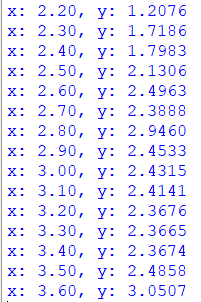 x: 2.20, y: 1.2076
x: 2.30, y: 1.7186
x: 2.40, y: 1.7983
x: 2.50, y: 2.1306
x: 2.60, y: 2.4963
x: 2.70, y: 2.3888
x: 2.80, y: 2.9460
x: 2.90, y: 2.4533
x: 3.00, y: 2.4315
x: 3.10, y: 2.4141
x: 3.20, y: 2.3676
x: 3.30, y: 2.3665
x: 3.40, y: 2.3674
x: 3.50, y: 2.4858
x: 3.60, y: 3.0507